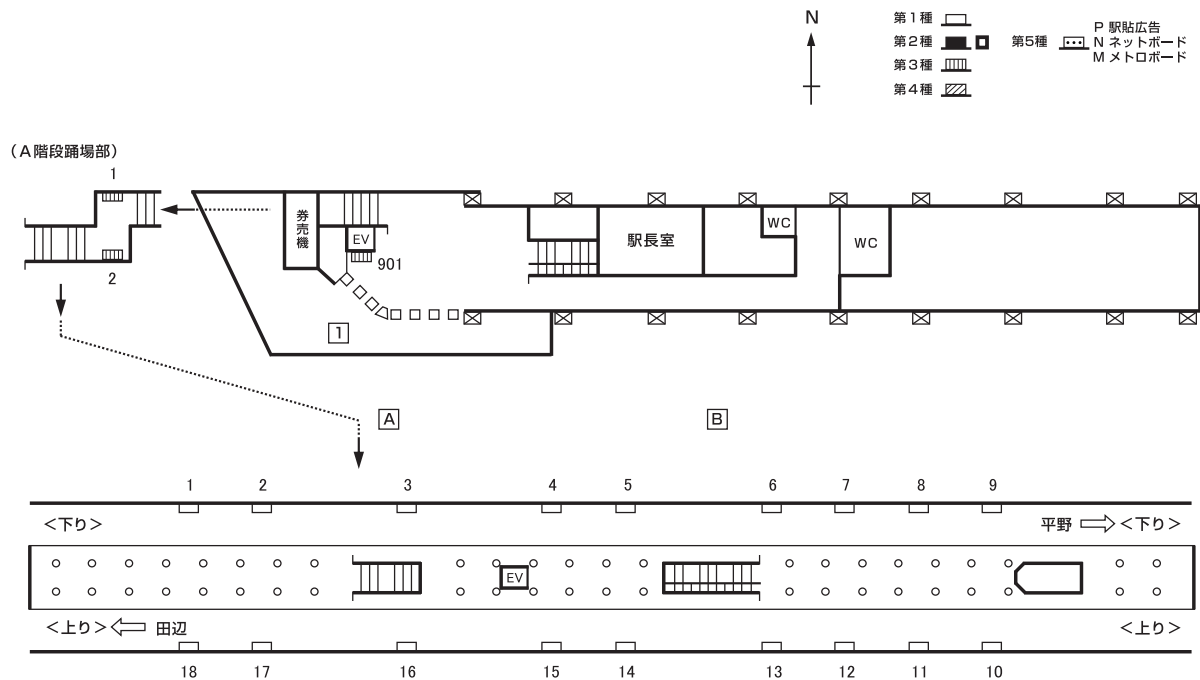 N
第1種
第2種
第3種
第4種
第5種
P 駅貼広告
N ネットボード
M メトロボード
（A階段踊場部）
1
2
券売機
EV
901
1
駅長室
WC
WC
A
B
1 2 3 4 5 6 7 8 9
＜下り＞
平野
＜下り＞
EV
＜上り＞
田辺
＜上り＞
18 17 16 15 14 13 12 11 10